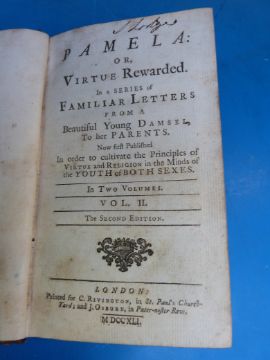 PAMELA:
OR,
VIRTUE Rewarded.
In a SERIES of
FAMILIAR LETTERS
FROM A
Beautiful Young DAMSEL,
To her PARENTS.
Now first Published
In order to cultivate the Principles of
VIRTUE and RELIGION in the Minds of
the YOUTH of BOTH SEXES.
In Two VOLUMES.
VOL. II.
The SECOND EDITION.
LONDON:
Printed for C. RIVINGTON, in St. Paul's Church-
Yard; and J. OSBORN, in Pater-noster Row.
M DCC XLI.